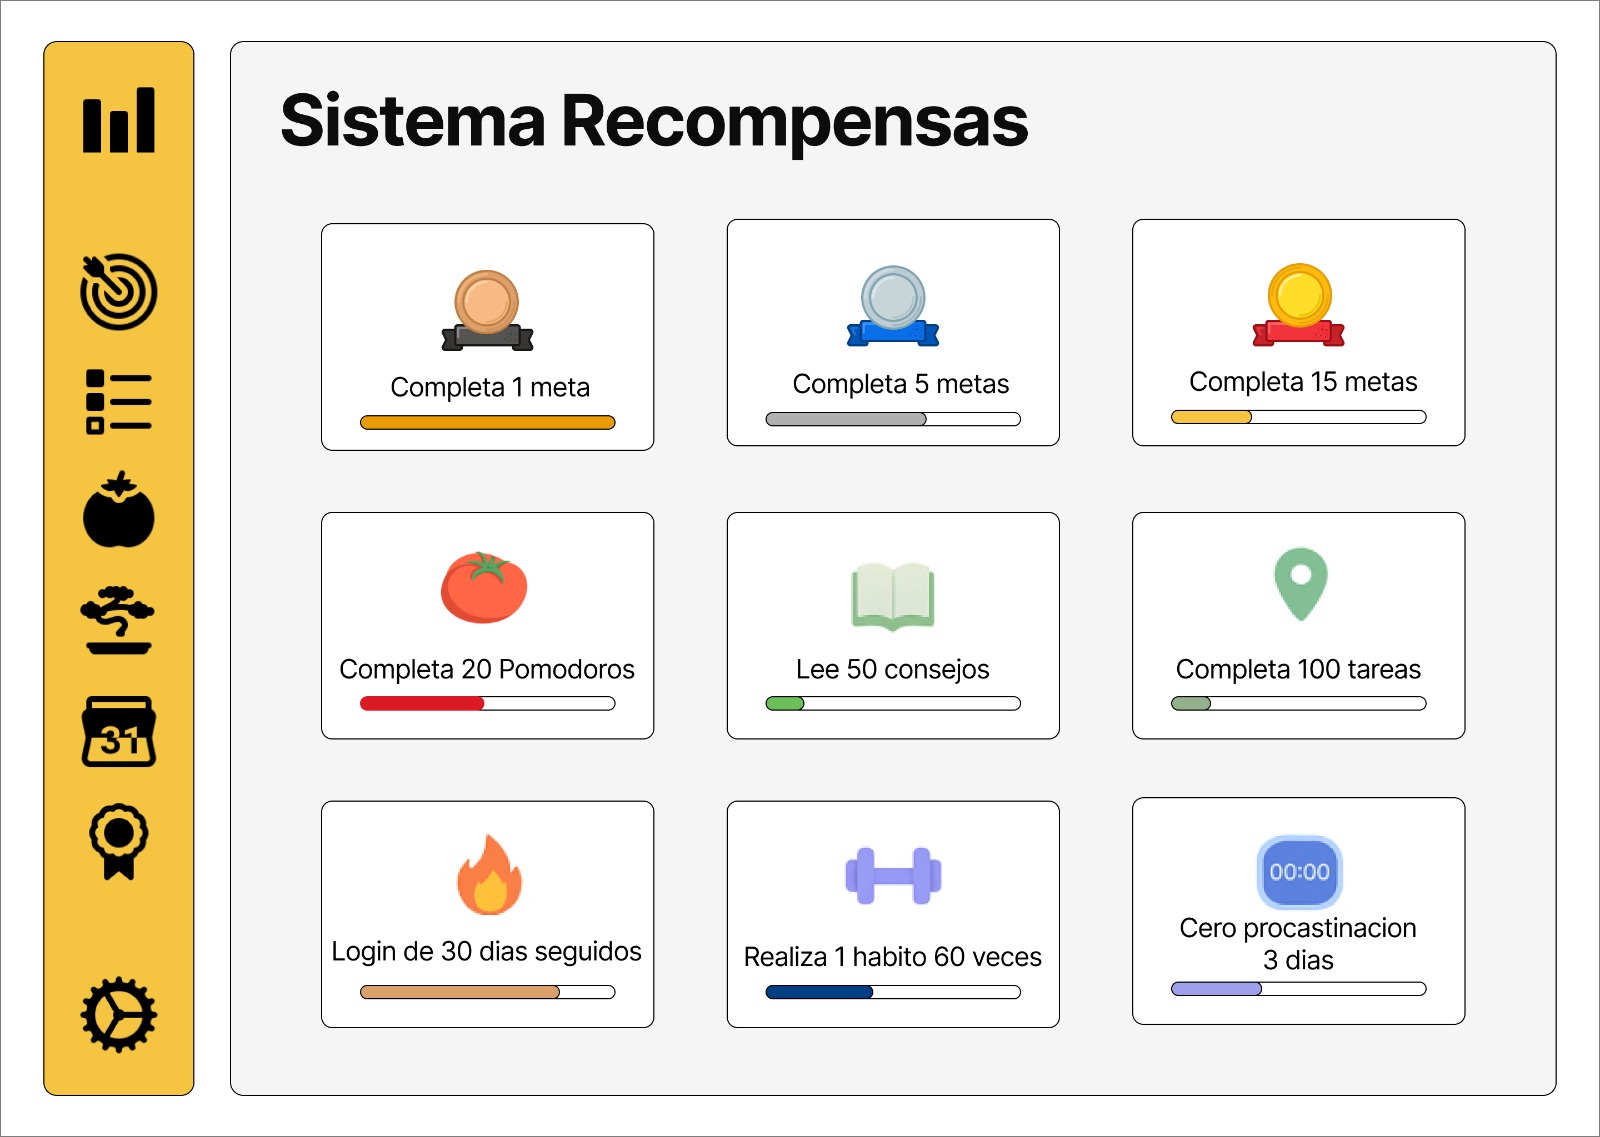 Sistema Recompensas
Completa 1 meta
Completa 5 metas
Completa 15 metas
Completa 20 Pomodoros
Lee 50 consejos
Completa 100 tareas
31
Login de 30 dias seguidos
Realiza 1 habito 60 veces
00:00
Cero procastinacion
3 dias